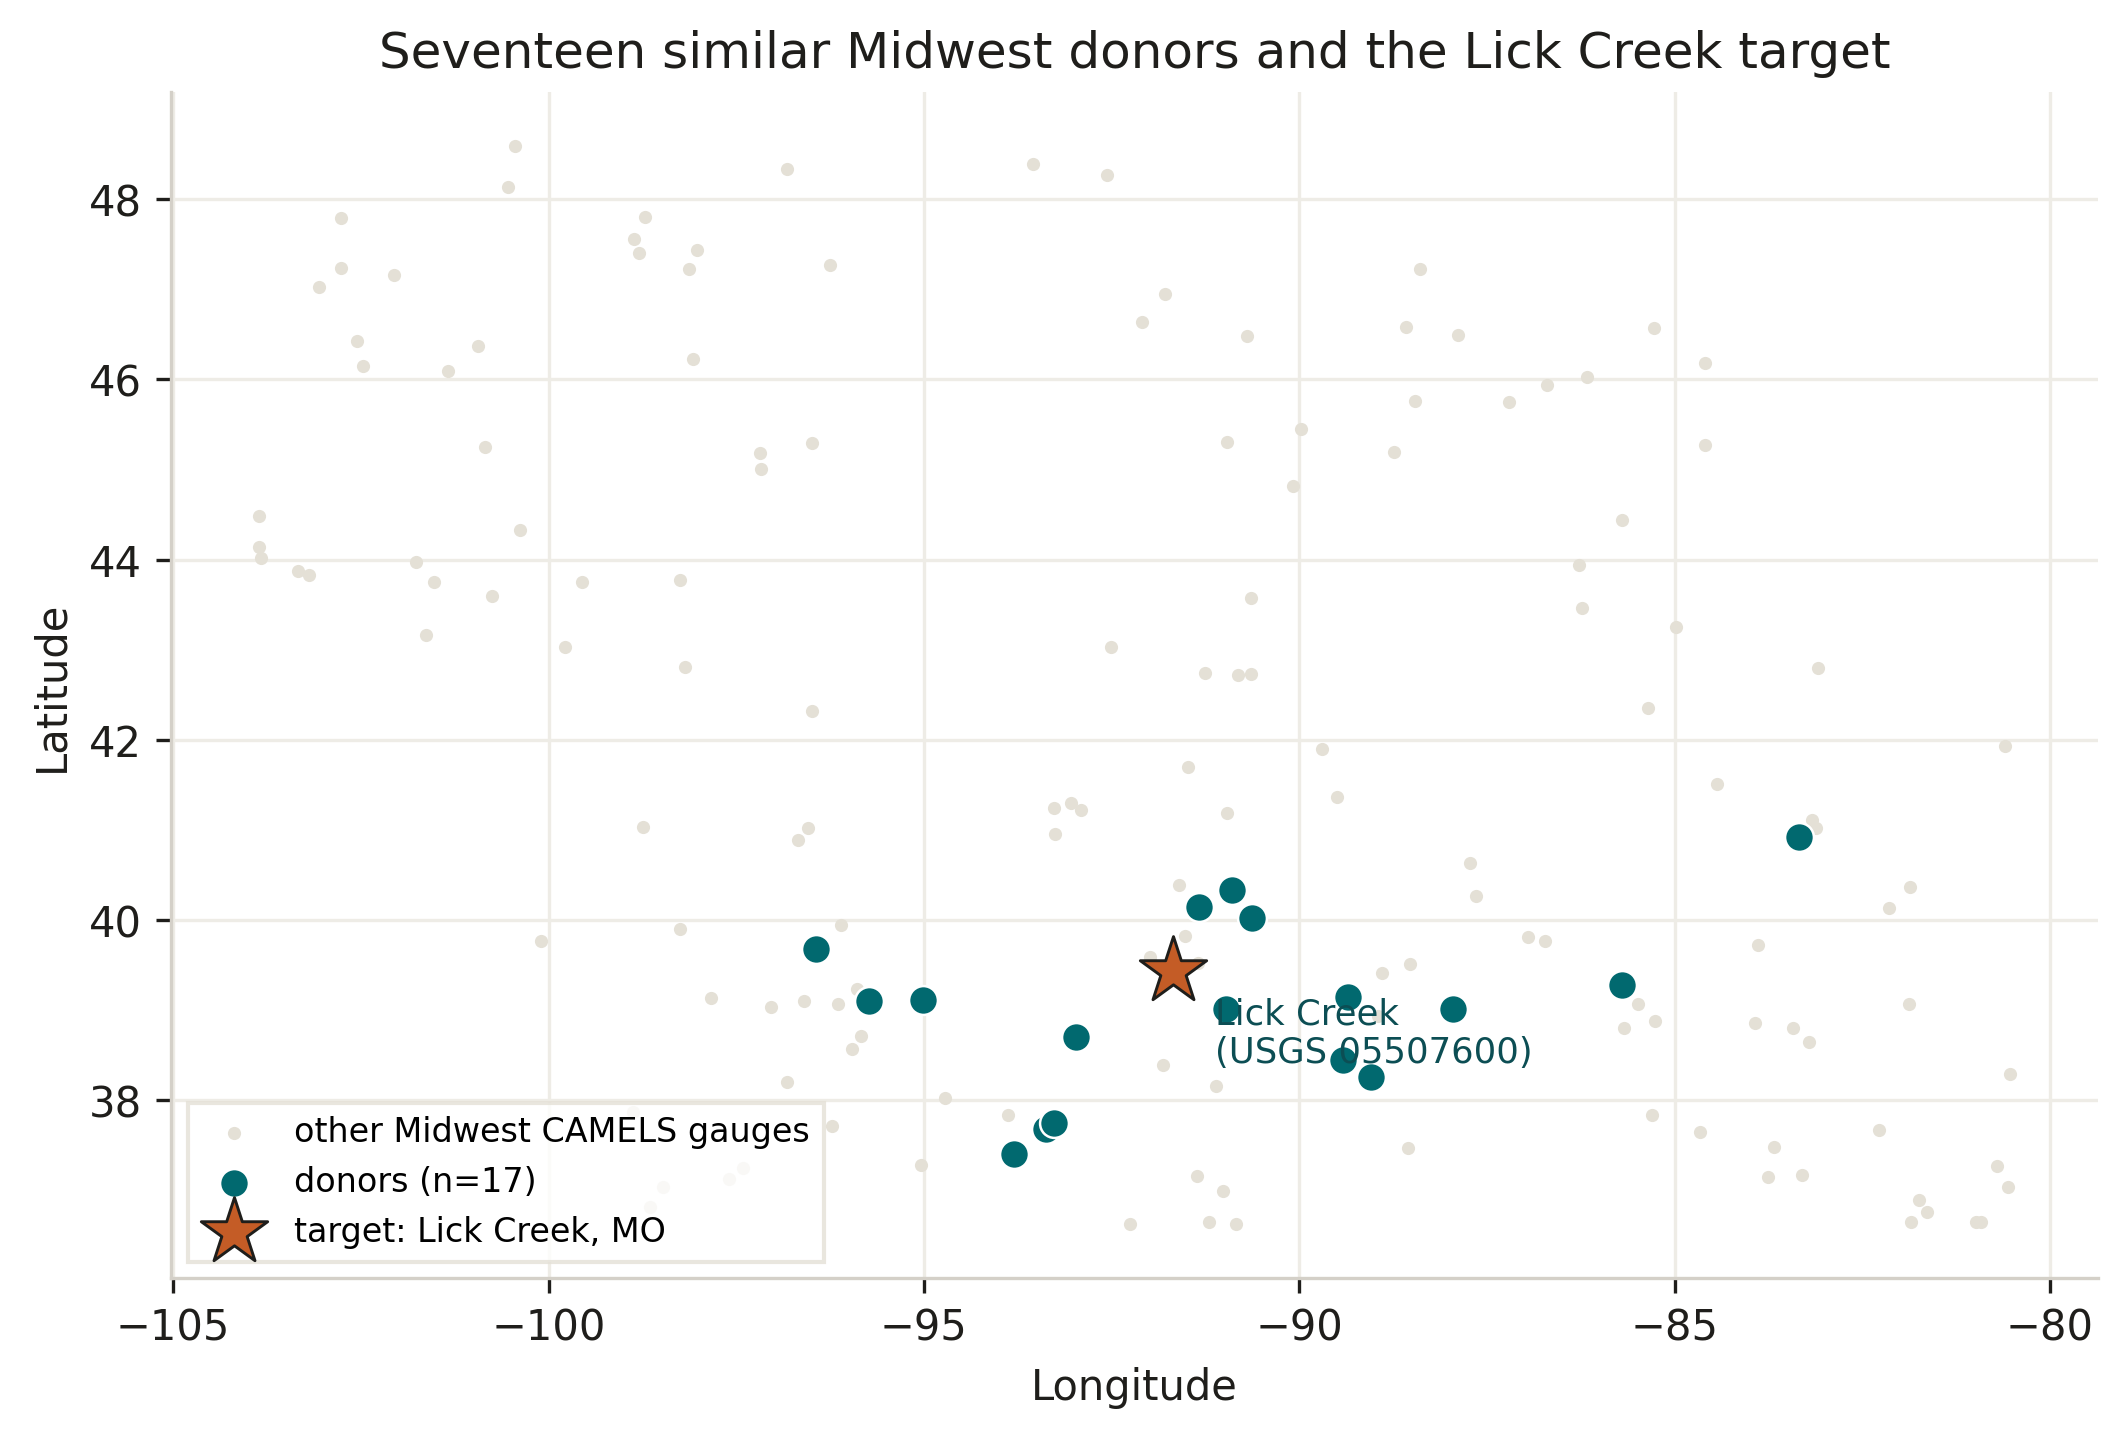 Seventeen similar Midwest donors and the Lick Creek target
Latitude
48
46
44
42
40
38
Lick Creek
(USGS 05507600)
other Midwest CAMELS gauges
donors (n=17)
target: Lick Creek, MO
−105
−100
−95
−90
−85
−80
Longitude